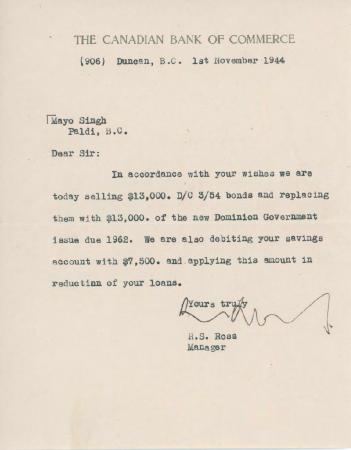 THE CANADIAN BANK OF COMMERCE
(906) Duncan, B.C. 1st November 1944
Mayo Singh
Paldi, B.C.
Dear Sir:
In accordance with your wishes we are
today selling $13,000. D/C 3/54 bonds and replacing
them with $13,000. of the new Dominion Government
issue due 1962. We are also debiting your savings
account with $7,500. and applying this amount in
reduction of your loans.
Yours truly
R.S. Ross
Manager